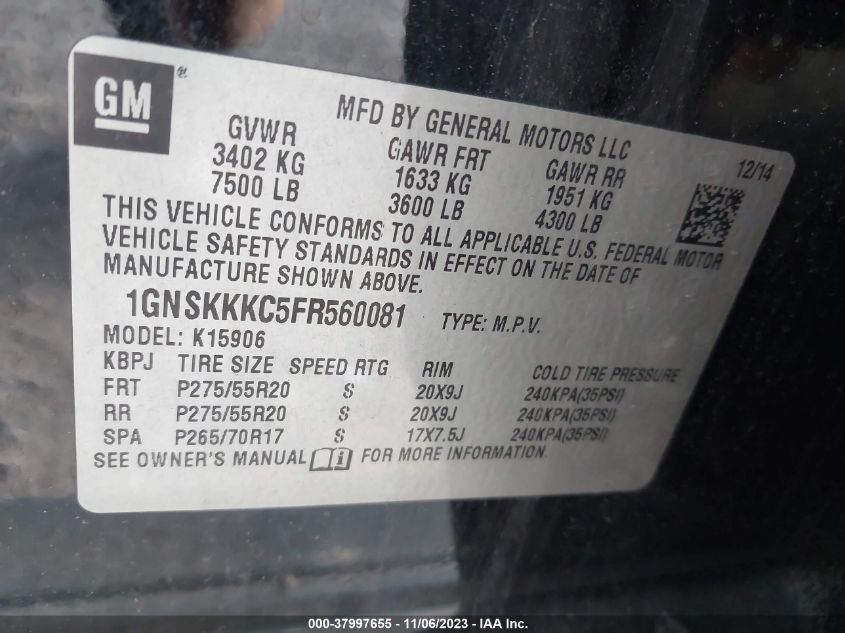 GM®
MFD BY GENERAL MOTORS LLC
12/14
GVWR GAWR FRT GAWR RR
3402 KG 1633 KG 1951 KG
7500 LB 3600 LB 4300 LB
THIS VEHICLE CONFORMS TO ALL APPLICABLE U.S. FEDERAL MOTOR
VEHICLE SAFETY STANDARDS IN EFFECT ON THE DATE OF
MANUFACTURE SHOWN ABOVE.
1GNSKKKC5FR560081 TYPE: M.P.V.
MODEL: K15906
KBPJ TIRE SIZE SPEED RTG RIM COLD TIRE PRESSURE
FRT P275/55R20 S 20X9J 240KPA(35PSI)
RR P275/55R20 S 20X9J 240KPA(35PSI)
SPA P265/70R17 S 17X7.5J 240KPA(35PSI)
SEE OWNER'S MANUAL i FOR MORE INFORMATION.
000-37997655 - 11/06/2023 - IAA Inc.